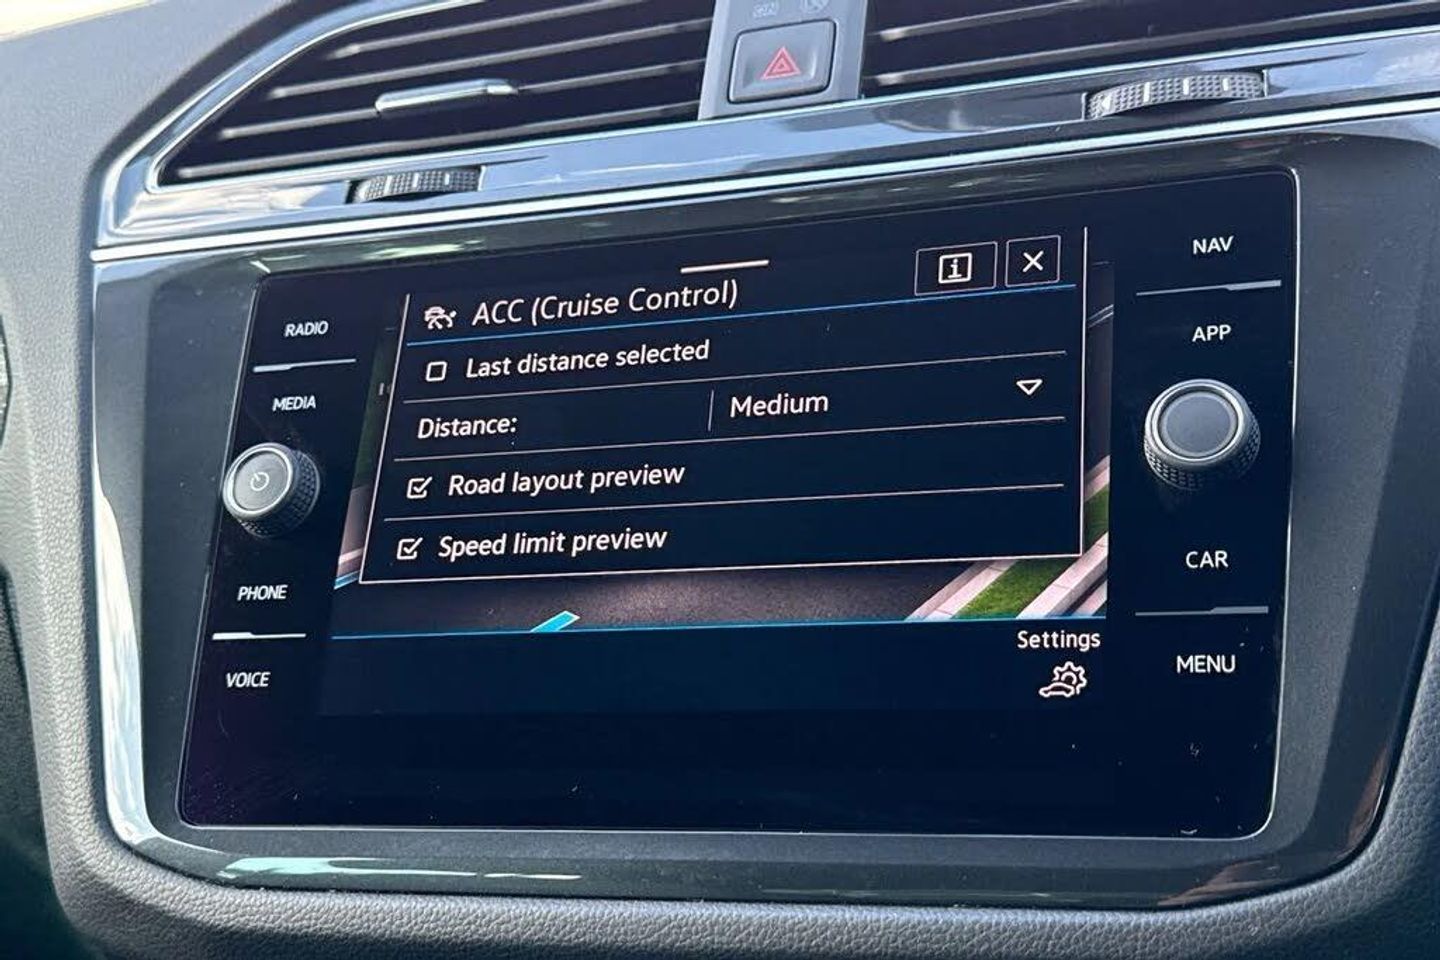 RADIO
MEDIA
PHONE
VOICE
ACC (Cruise Control)
Last distance selected
Distance: Medium
Road layout preview
Speed limit preview
Settings
NAV
APP
CAR
MENU